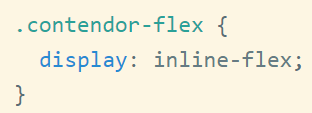 .contendor-flex {
  display: inline-flex;
}